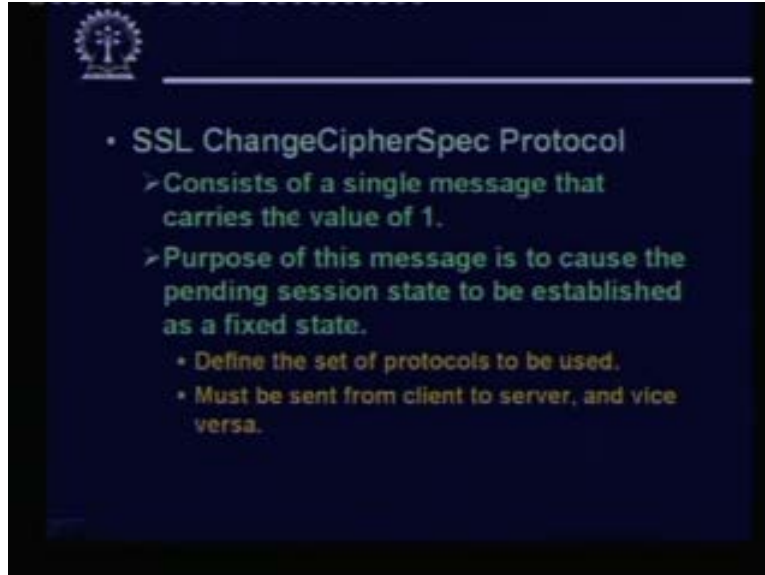 • SSL ChangeCipherSpec Protocol
➢Consists of a single message that
carries the value of 1.
➢Purpose of this message is to cause the
pending session state to be established
as a fixed state.
• Define the set of protocols to be used.
• Must be sent from client to server, and vice
versa.